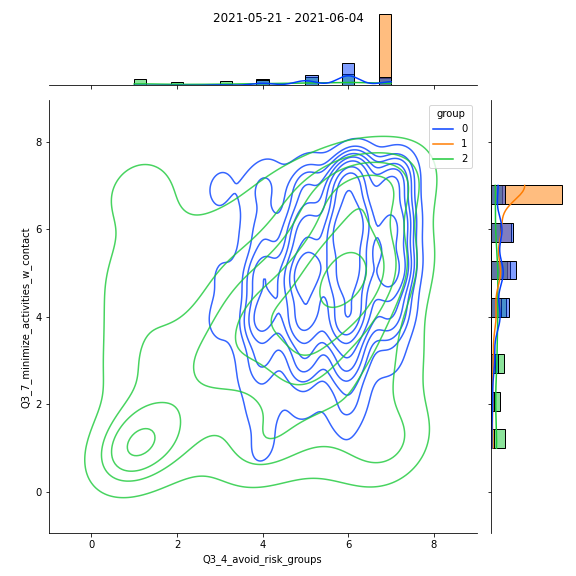 2021-05-21 - 2021-06-04
group
0
1
2
8
6
4
2
0
Q3_7_minimize_activities_w_contact
0 2 4 6 8
Q3_4_avoid_risk_groups